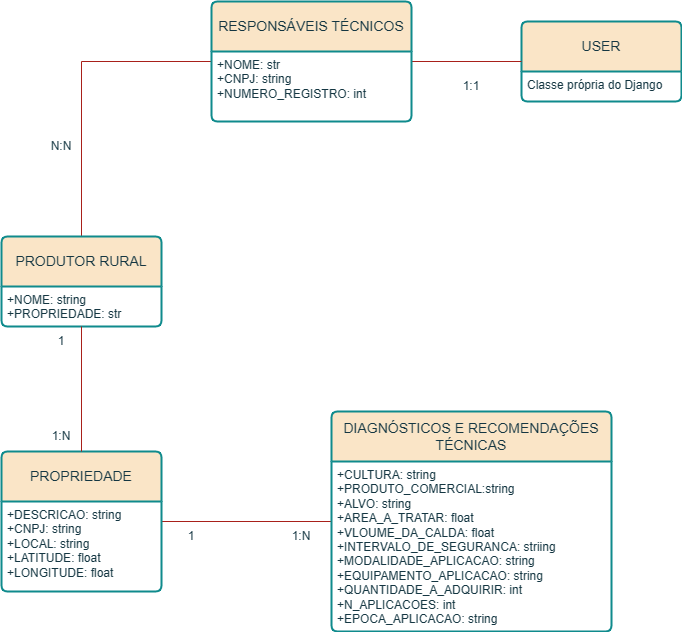 RESPONSÁVEIS TÉCNICOS
+NOME: str
+CNPJ: string
+NUMERO_REGISTRO: int
USER
Classe própria do Django
1:1
N:N
PRODUTOR RURAL
+NOME: string
+PROPRIEDADE: str
1
1:N
PROPRIEDADE
+DESCRICAO: string
+CNPJ: string
+LOCAL: string
+LATITUDE: float
+LONGITUDE: float
1
1:N
DIAGNÓSTICOS E RECOMENDAÇÕES
TÉCNICAS
+CULTURA: string
+PRODUTO_COMERCIAL:string
+ALVO: string
+AREA_A_TRATAR: float
+VLOUME_DA_CALDA: float
+INTERVALO_DE_SEGURANCA: striing
+MODALIDADE_APLICACAO: string
+EQUIPAMENTO_APLICACAO: string
+QUANTIDADE_A_ADQUIRIR: int
+N_APLICACOES: int
+EPOCA_APLICACAO: string